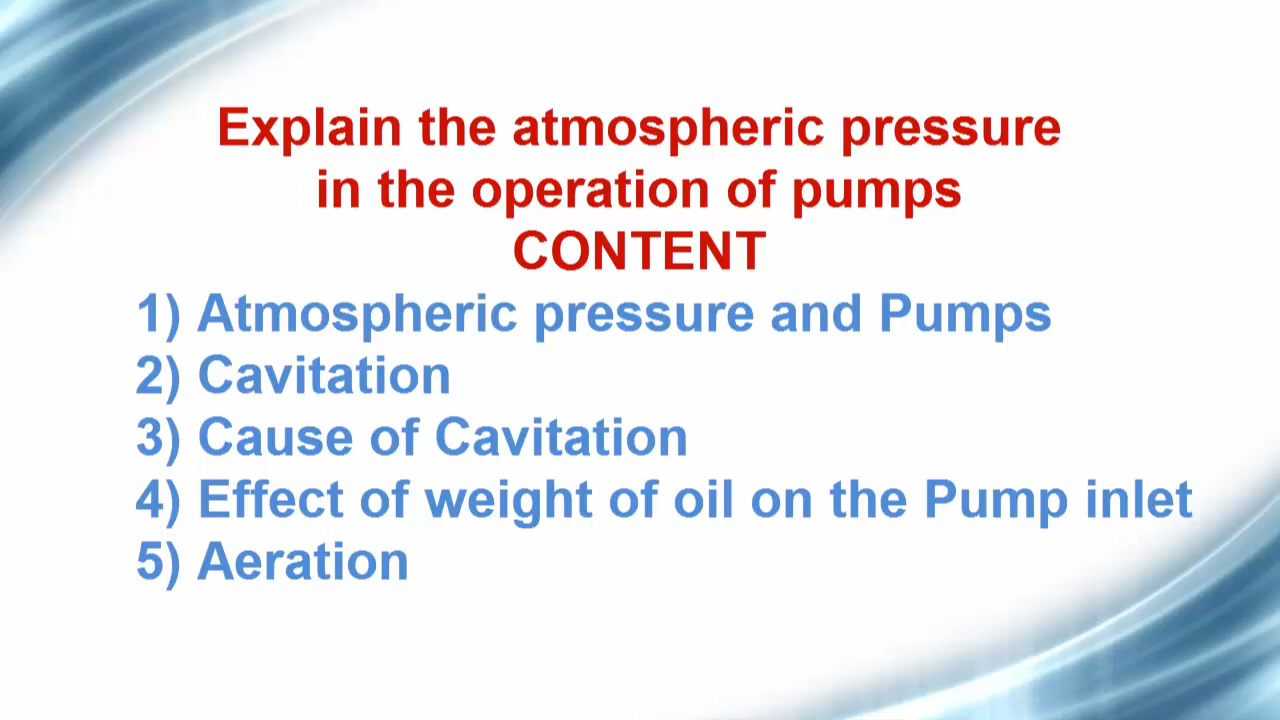 Explain the atmospheric pressure
in the operation of pumps
CONTENT
1) Atmospheric pressure and Pumps
2) Cavitation
3) Cause of Cavitation
4) Effect of weight of oil on the Pump inlet
5) Aeration